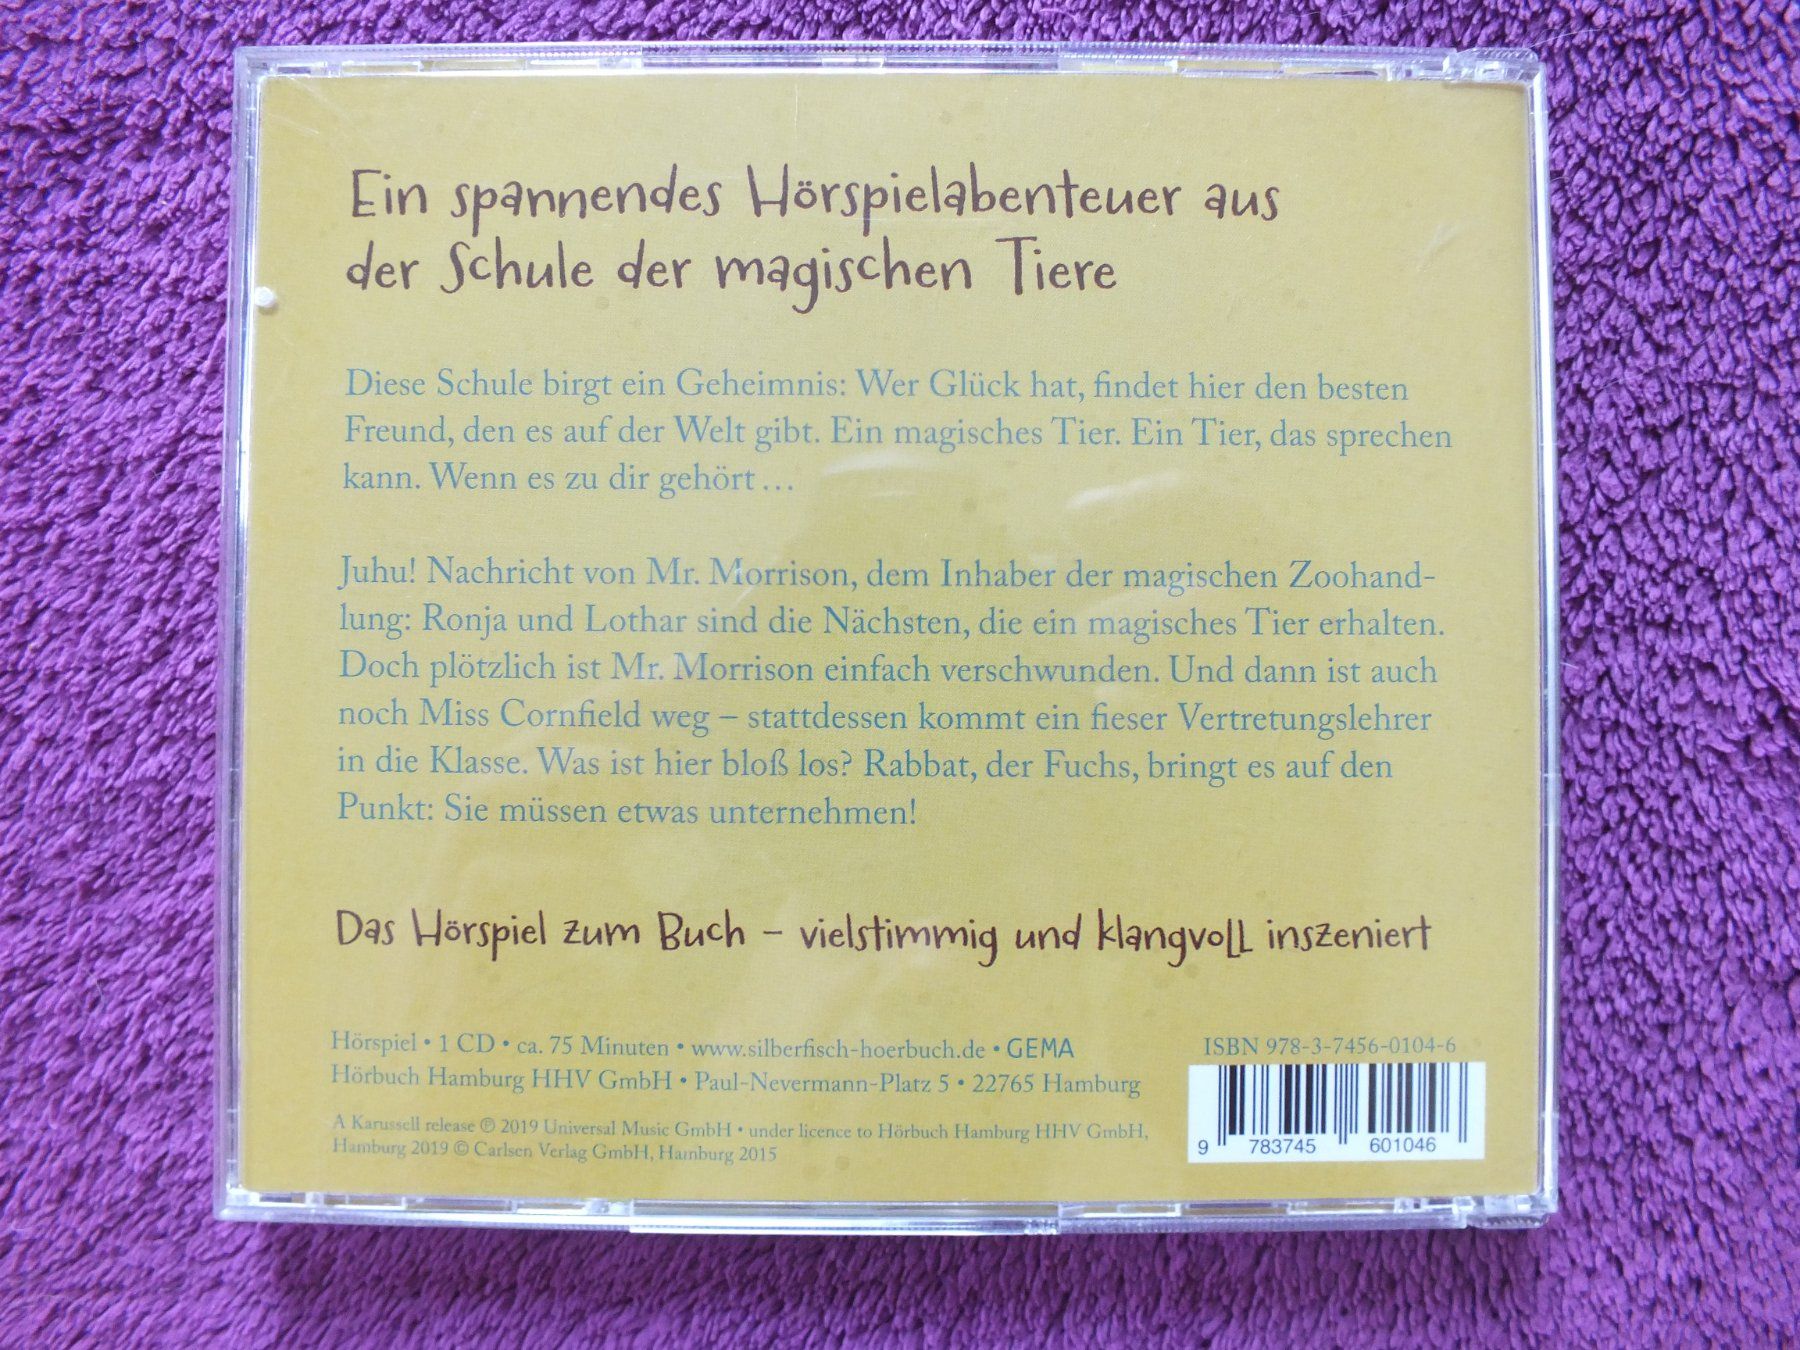 Ein spannendes Hörspielabenteuer aus
der Schule der magischen Tiere
Diese Schule birgt ein Geheimnis: Wer Glück hat, findet hier den besten
Freund, den es auf der Welt gibt. Ein magisches Tier. Ein Tier, das sprechen
kann. Wenn es zu dir gehört ...
Juhu! Nachricht von Mr. Morrison, dem Inhaber der magischen Zoohand-
lung: Ronja und Lothar sind die Nächsten, die ein magisches Tier erhalten.
Doch plötzlich ist Mr. Morrison einfach verschwunden. Und dann ist auch
noch Miss Cornfield weg – stattdessen kommt ein fieser Vertretungslehrer
in die Klasse. Was ist hier bloß los? Rabbat, der Fuchs, bringt es auf den
Punkt: Sie müssen etwas unternehmen!
Das Hörspiel zum Buch – vielstimmig und klangvoll inszeniert
Hörspiel • 1 CD • ca. 75 Minuten • www.silberfisch-hoerbuch.de • GEMA
Hörbuch Hamburg HHV GmbH • Paul-Nevermann-Platz 5 • 22765 Hamburg
A Karussell release ℗ 2019 Universal Music GmbH • under licence to Hörbuch Hamburg HHV GmbH,
Hamburg 2019 © Carlsen Verlag GmbH, Hamburg 2015
ISBN 978-3-7456-0104-6
9 783745 601046